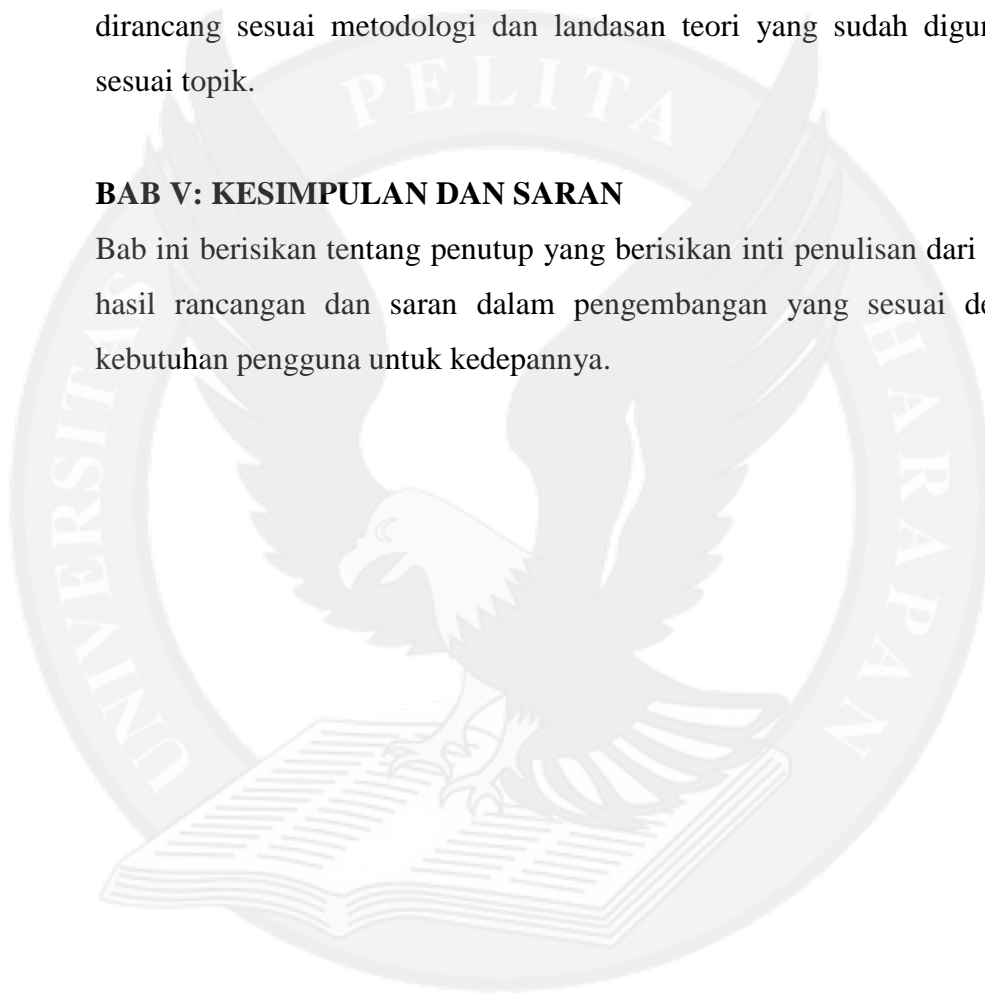 dirancang sesuai metodologi dan landasan teori yang sudah
sesuai topik.
BAB V: KESIMPULAN DAN SARAN
Bab ini berisikan tentang penutup yang berisikan inti penulisan dari
hasil rancangan dan saran dalam pengembangan yang sesuai
kebutuhan pengguna untuk kedepannya.
UNIVERSITAS PELITA HARAPAN